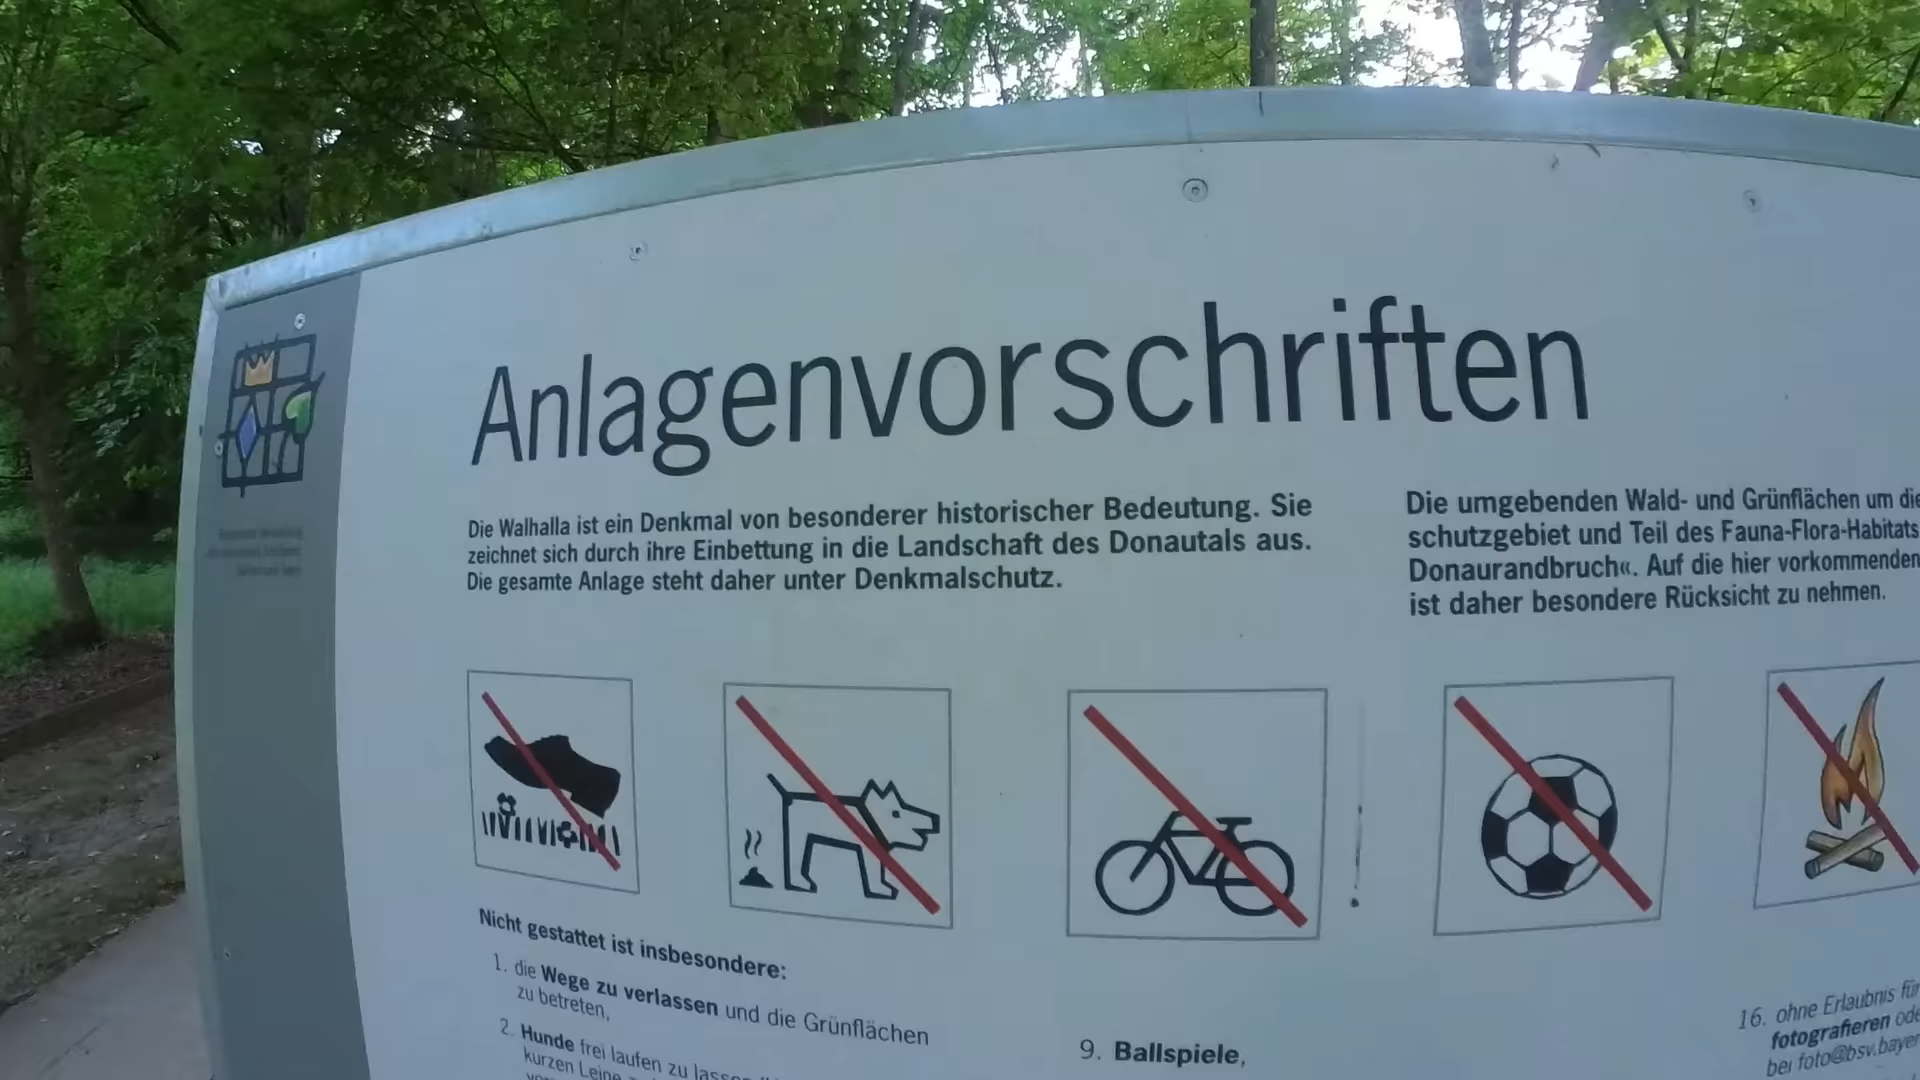 Anlagenvorschriften
Die Walhalla ist ein Denkmal von besonderer historischer Bedeutung. Sie
zeichnet sich durch ihre Einbettung in die Landschaft des Donautals aus.
Die gesamte Anlage steht daher unter Denkmalschutz.
Die umgebenden Wald- und Grünflächen um die
schutzgebiet und Teil des Fauna-Flora-Habitats
Donaurandbruch«. Auf die hier vorkommenden
ist daher besondere Rücksicht zu nehmen.
Nicht gestattet ist insbesondere:
1. die Wege zu verlassen und die Grünflächen
zu betreten,
2. Hunde frei laufen zu lassen
kurzen Leine
9. Ballspiele,
16. ohne Erlaubnis für
fotografieren
bei foto@bsv.bayer